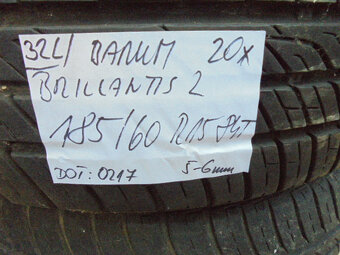 32L/ BARUM 20x
BRILLANTIS 2
185/60 R15 84T
DOT: 0217 5-6mm